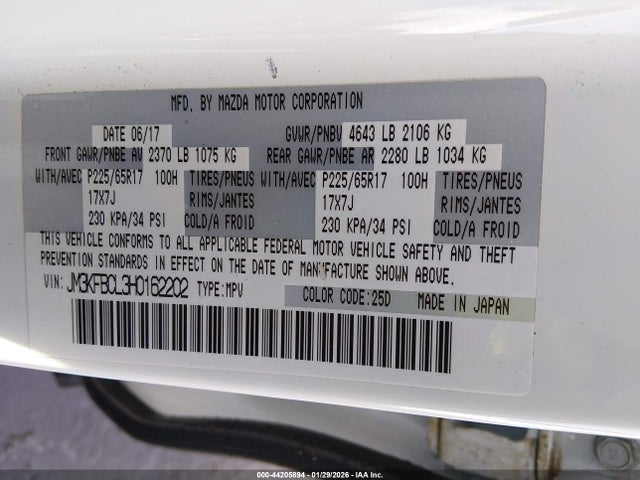 MFD. BY MAZDA MOTOR CORPORATION
DATE 06/17 GVWR/PNBV 4643 LB 2106 KG
FRONT GAWR/PNBE AV 2370 LB 1075 KG REAR GAWR/PNBE AR 2280 LB 1034 KG
WITH/AVEC P225/65R17 100H TIRES/PNEUS WITH/AVEC P225/65R17 100H TIRES/PNEUS
17X7J RIMS/JANTES 17X7J RIMS/JANTES
230 KPA/34 PSI COLD/A FROID 230 KPA/34 PSI COLD/A FROID
THIS VEHICLE CONFORMS TO ALL APPLICABLE FEDERAL MOTOR VEHICLE SAFETY AND THEFT
PREVENTION STANDARDS IN EFFECT ON THE DATE OF MANUFACTURE SHOWN ABOVE.
VIN: JM3KFBCL3H0162202 TYPE:MPV COLOR CODE:25D MADE IN JAPAN
000-44205894 - 01/29/2026 - IAA Inc.